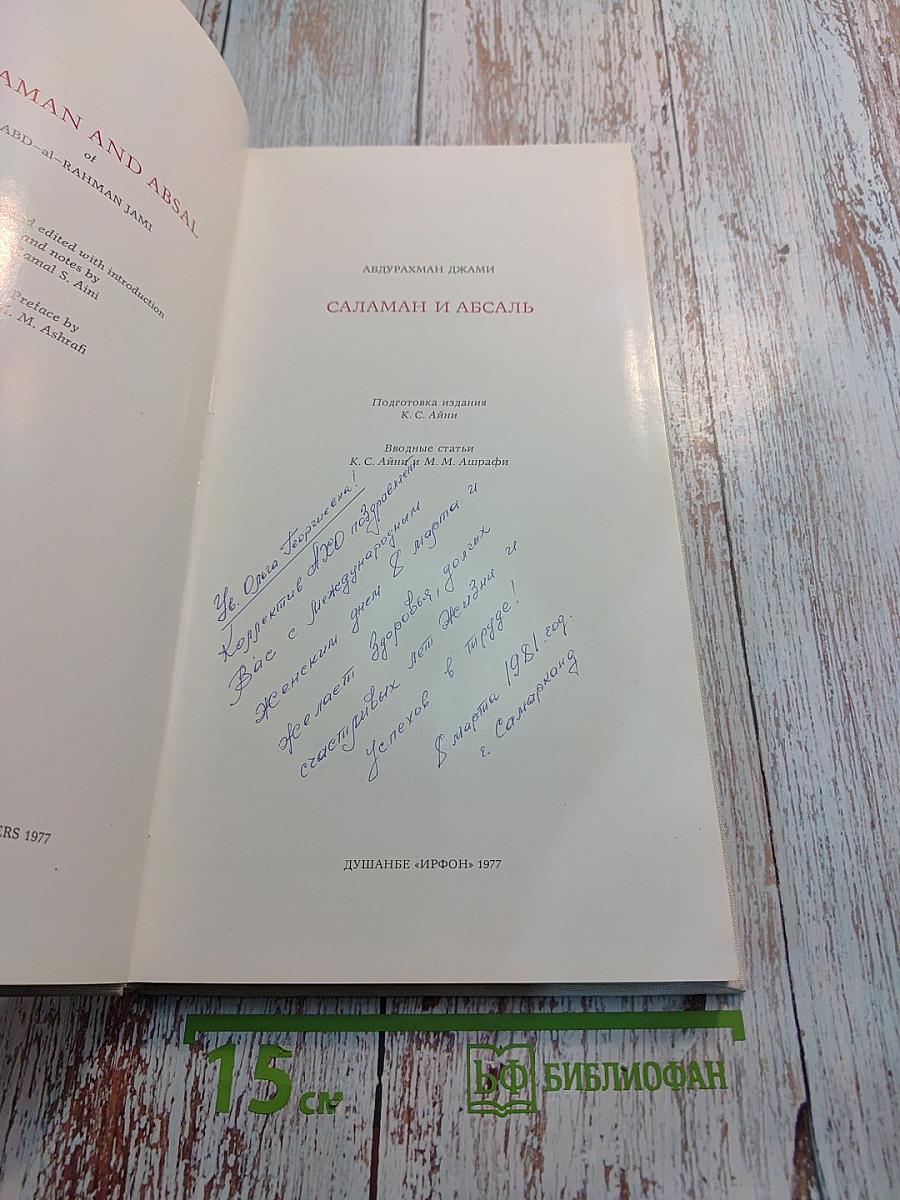 AMAN AND ABSAL
of
ABD—al—RAHMAN JAMI
d edited with introduction
and notes by
amal S. Aini
Preface by
M. Ashrafi
ERS 1977
АБДУРАХМАН ДЖАМИ
САЛАМАН И АБСАЛЬ
Подготовка издания
К. С. Айни
Вводные статьи
К. С. Айни и М. М. Ашрафи
Ув. Ольга Георгиевна!
Коллектив АХО поздравляет
Вас с международным
женским днем 8 марта и
желает здоровья, долгих
счастливых лет жизни и
успехов в труде!
8 марта 1981 год.
г. Самарканд
ДУШАНБЕ «ИРФОН» 1977
15 см
БФ БИБЛИОФАН